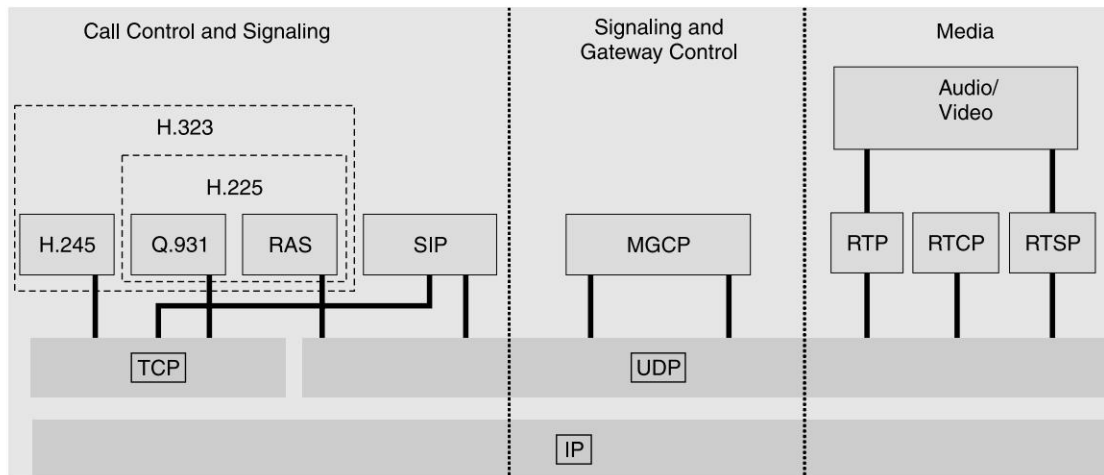 Call Control and Signaling
Signaling and
Gateway Control
Media
Audio/
Video
H.323
H.225
H.245
Q.931
RAS
SIP
MGCP
RTP
RTCP
RTSP
TCP
UDP
IP